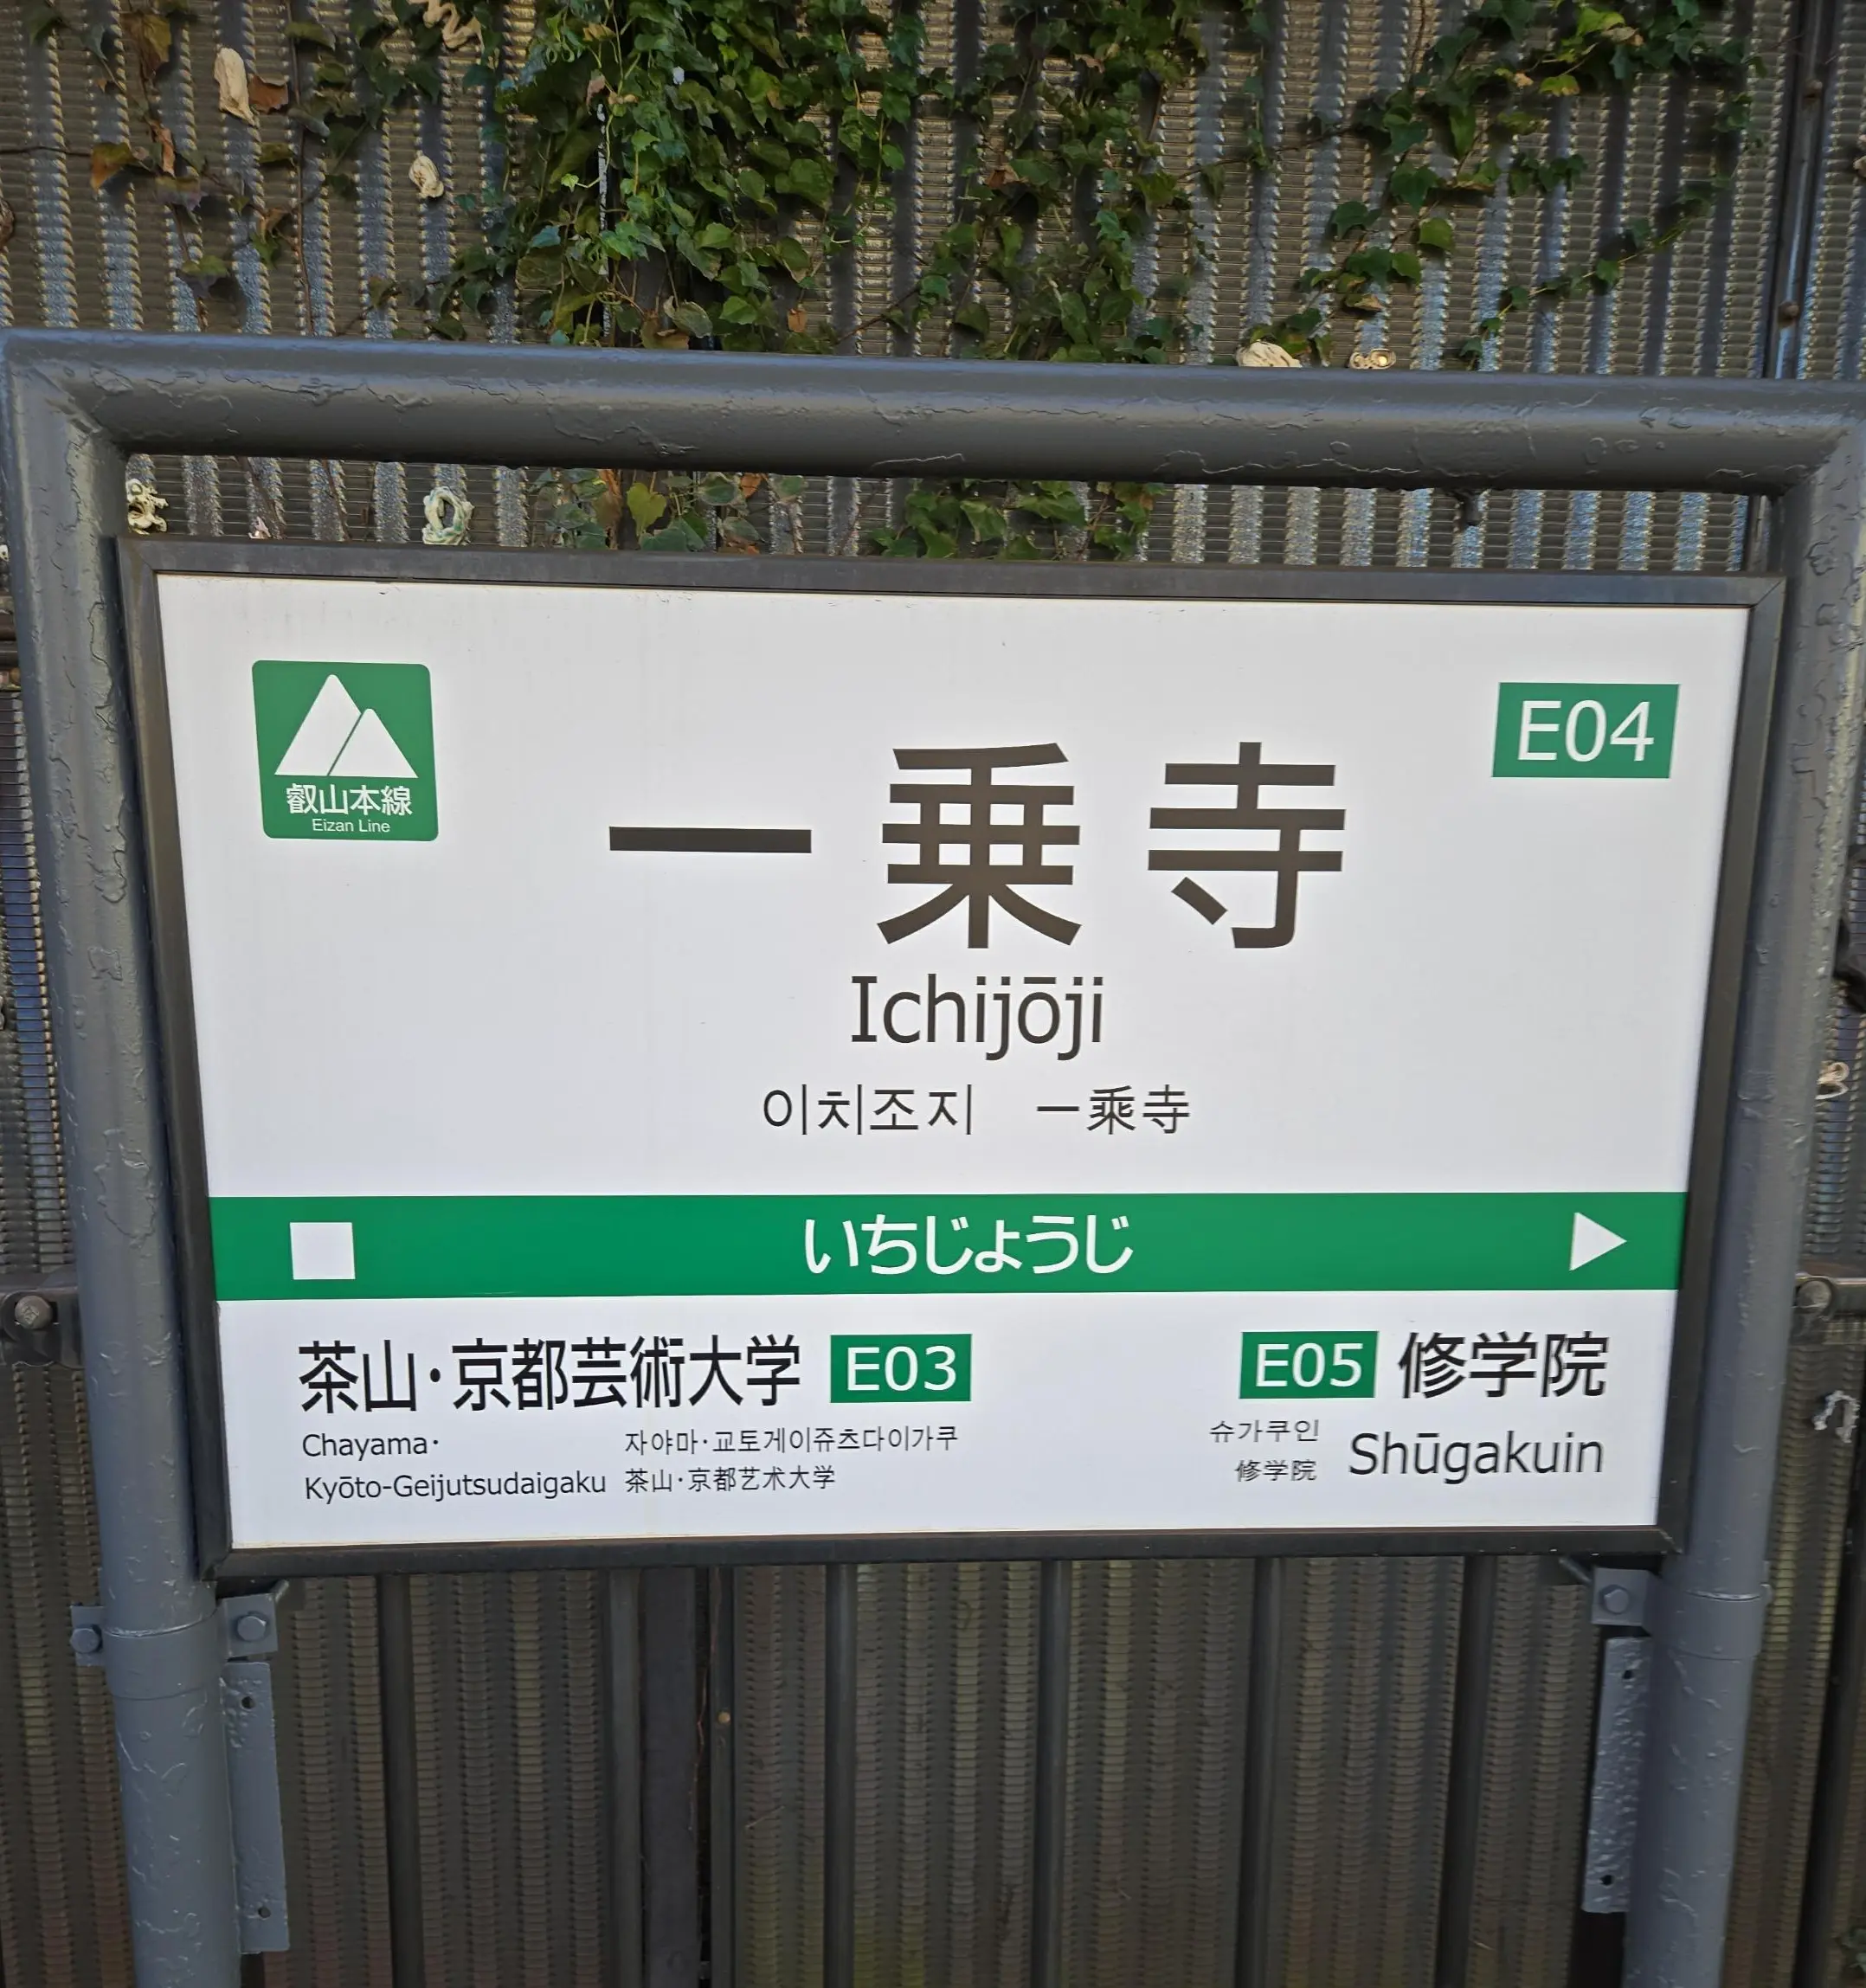 叡山本線
Eizan Line
E04
一乗寺
Ichijōji
이치조지 一乘寺
いちじょうじ
茶山・京都芸術大学 E03
Chayama・
Kyōto-Geijutsudaigaku
자야마・교토게이쥬츠다이가쿠
茶山・京都艺术大学
E05 修学院
슈가쿠인
修学院
Shūgakuin